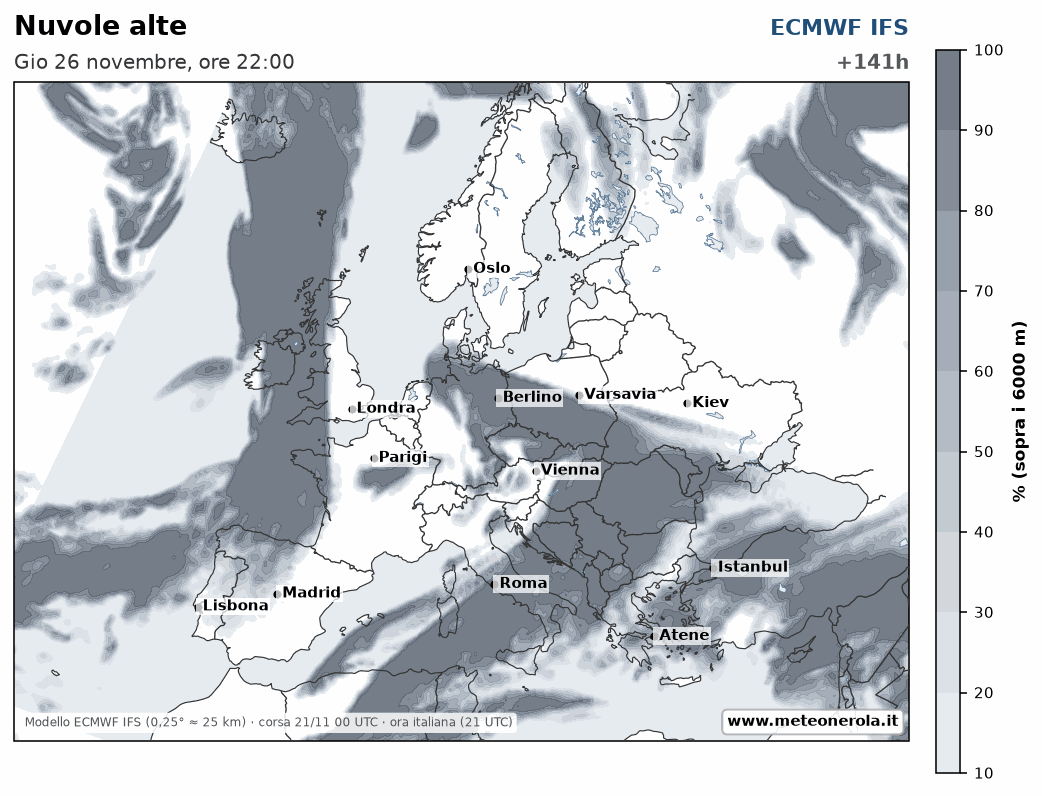 Nuvole alte
ECMWF IFS
Gio 26 novembre, ore 22:00
+141h
100
90
80
70
60
50
40
30
20
10
% (sopra i 6000 m)
Oslo
Berlino
Varsavia
Kiev
Londra
Parigi
Vienna
Istanbul
Roma
Madrid
Lisbona
Atene
Modello ECMWF IFS (0,25° ≈ 25 km) · corsa 21/11 00 UTC · ora italiana (21 UTC)
www.meteonerola.it